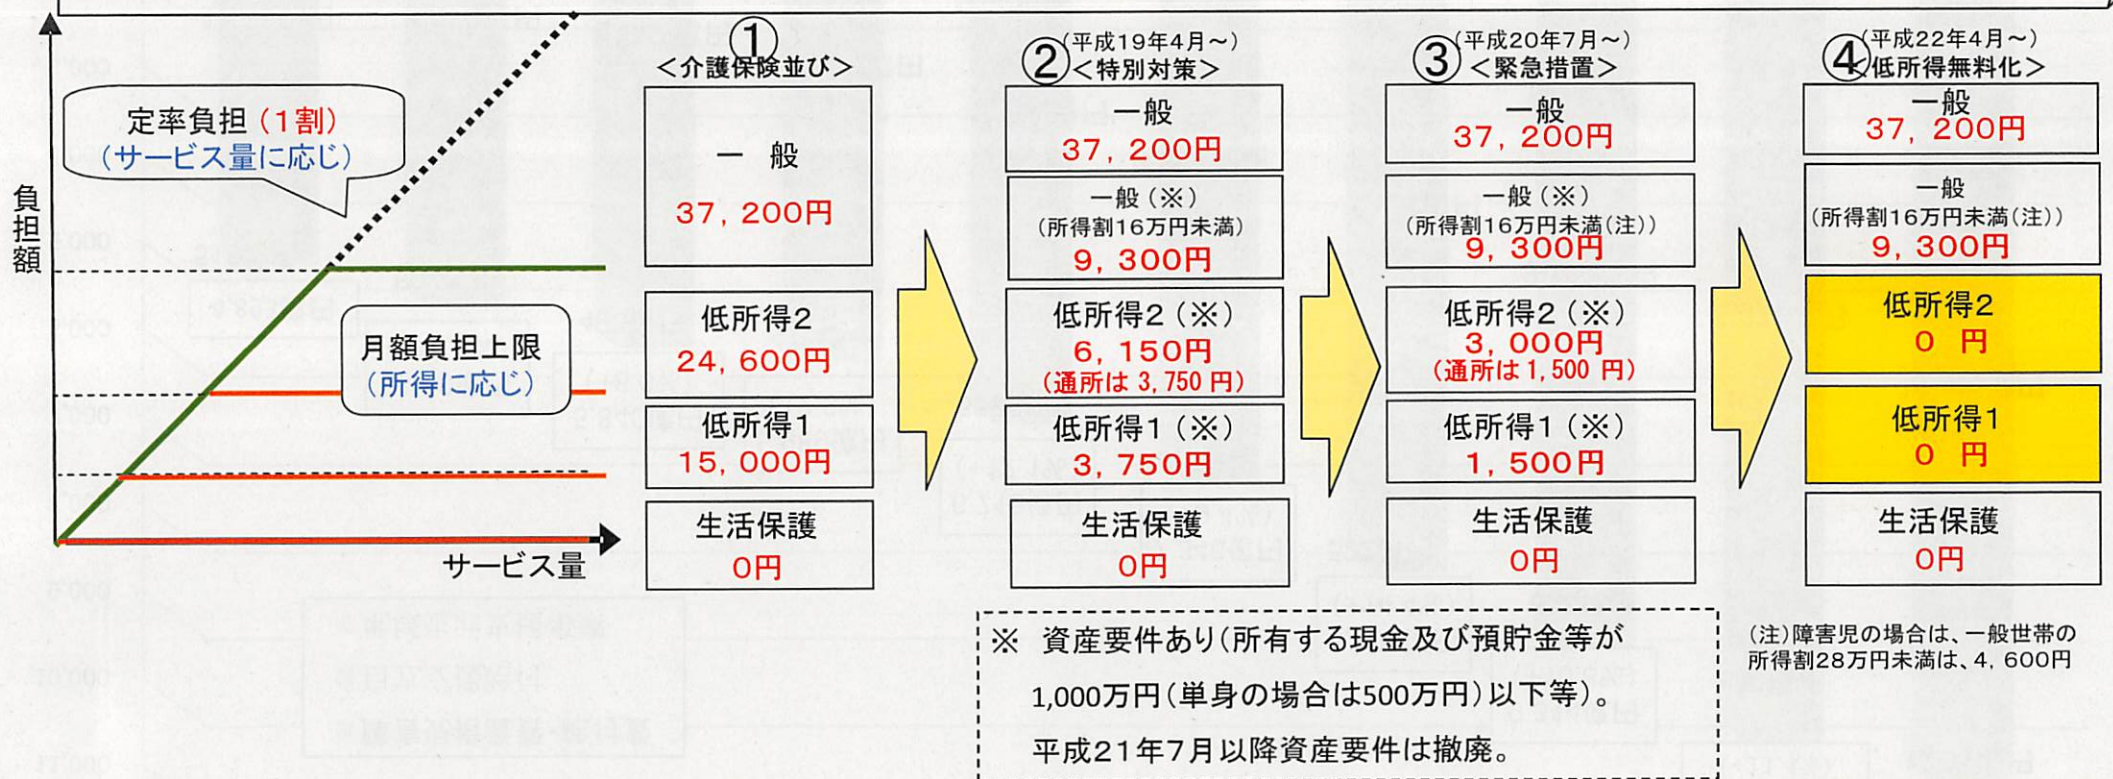 負担額
定率負担（１割）
（サービス量に応じ）
月額負担上限
（所得に応じ）
サービス量
①
＜介護保険並び＞
一 般
37，200円
低所得2
24，600円
低所得1
15，000円
生活保護
0円
②
（平成19年4月～）
＜特別対策＞
一般
37，200円
一般（※）
（所得割16万円未満）
9，300円
低所得2（※）
6，150円
（通所は 3,750 円）
低所得1（※）
3，750円
生活保護
0円
③
（平成20年7月～）
＜緊急措置＞
一般
37，200円
一般（※）
（所得割16万円未満（注））
9，300円
低所得2（※）
3，000円
（通所は 1,500 円）
低所得1（※）
1，500円
生活保護
0円
④
（平成22年4月～）
＜低所得無料化＞
一般
37，200円
一般
（所得割16万円未満（注））
9，300円
低所得2
0 円
低所得1
0 円
生活保護
0円
※ 資産要件あり（所有する現金及び預貯金等が
1,000万円（単身の場合は500万円）以下等）。
平成21年7月以降資産要件は撤廃。
（注）障害児の場合は、一般世帯の
所得割28万円未満は、4，600円